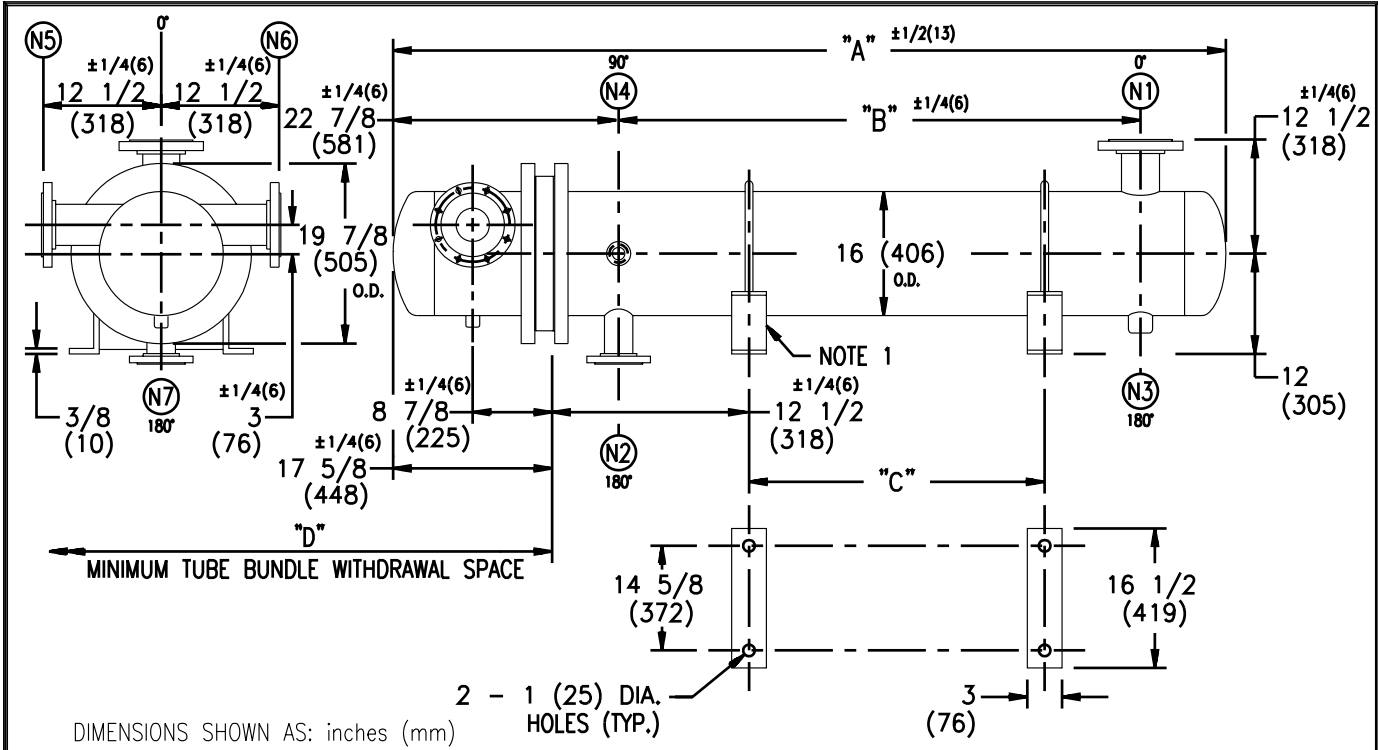 N5
0°
N6
±1/4(6)
±1/4(6)
12 1/2
(318)
12 1/2
(318)
±1/4(6)
22 7/8
(581)
90°
N4
"A" ±1/2(13)
"B" ±1/4(6)
0°
N1
±1/4(6)
12 1/2
(318)
19 7/8
(505)
O.D.
16 (406)
O.D.
NOTE 1
3/8
(10)
N7
180°
±1/4(6)
3
(76)
±1/4(6)
8 7/8
(225)
±1/4(6)
17 5/8
(448)
N2
180°
±1/4(6)
12 1/2
(318)
N3
180°
12
(305)
"C"
"D"
MINIMUM TUBE BUNDLE WITHDRAWAL SPACE
14 5/8
(372)
16 1/2
(419)
2 - 1 (25) DIA.
HOLES (TYP.)
3
(76)
DIMENSIONS SHOWN AS: inches (mm)